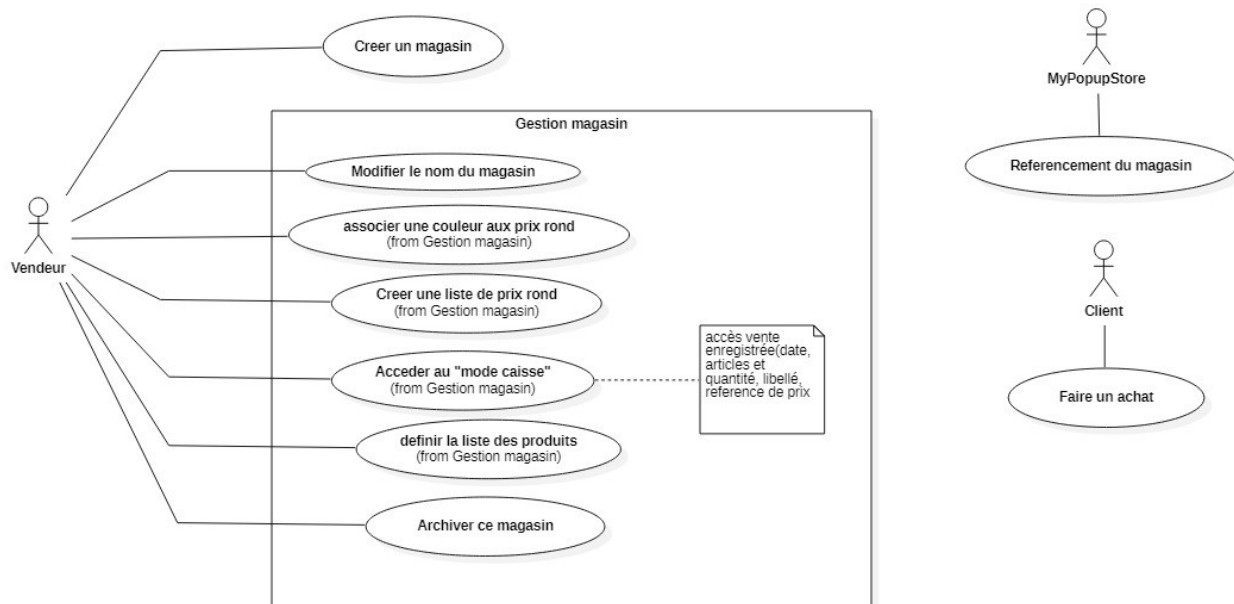 Creer un magasin
MyPopupStore
Gestion magasin
Referencement du magasin
Modifier le nom du magasin
associer une couleur aux prix rond
(from Gestion magasin)
Vendeur
Creer une liste de prix rond
(from Gestion magasin)
Client
accès vente
enregistrée(date,
articles et
quantité, libellé,
reference de prix
Acceder au "mode caisse"
(from Gestion magasin)
Faire un achat
definir la liste des produits
(from Gestion magasin)
Archiver ce magasin